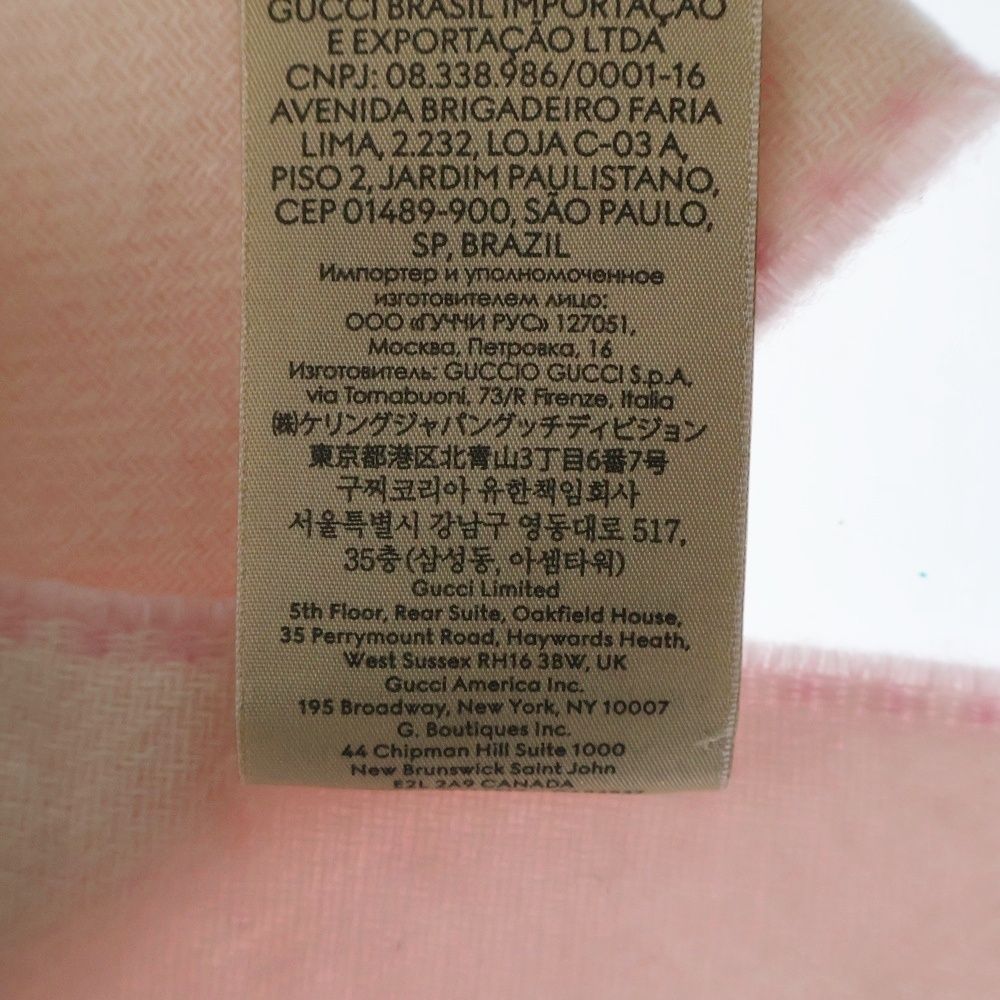 GUCCI BRASIL IMPORTAÇÃO
E EXPORTAÇÃO LTDA
CNPJ: 08.338.986/0001-16
AVENIDA BRIGADEIRO FARIA
LIMA, 2.232, LOJA C-03 A,
PISO 2, JARDIM PAULISTANO,
CEP 01489-900, SÃO PAULO,
SP, BRAZIL
Импортер и уполномоченное
изготовителем лицо:
ООО «ГУЧЧИ РУС» 127051,
Москва, Петровка, 16
Изготовитель: GUCCIO GUCCI S.p.A.
via Tornabuoni, 73/R Firenze, Italia
㈱ケリングジャパングッチディビジョン
東京都港区北青山3丁目6番7号
구찌코리아 유한책임회사
서울특별시 강남구 영동대로 517,
35층(삼성동, 아셈타워)
Gucci Limited
5th Floor, Rear Suite, Oakfield House,
35 Perrymount Road, Haywards Heath,
West Sussex RH16 3BW, UK
Gucci America Inc.
195 Broadway, New York, NY 10007
G. Boutiques Inc.
44 Chipman Hill Suite 1000
New Brunswick Saint John
E2L 2A9 CANADA